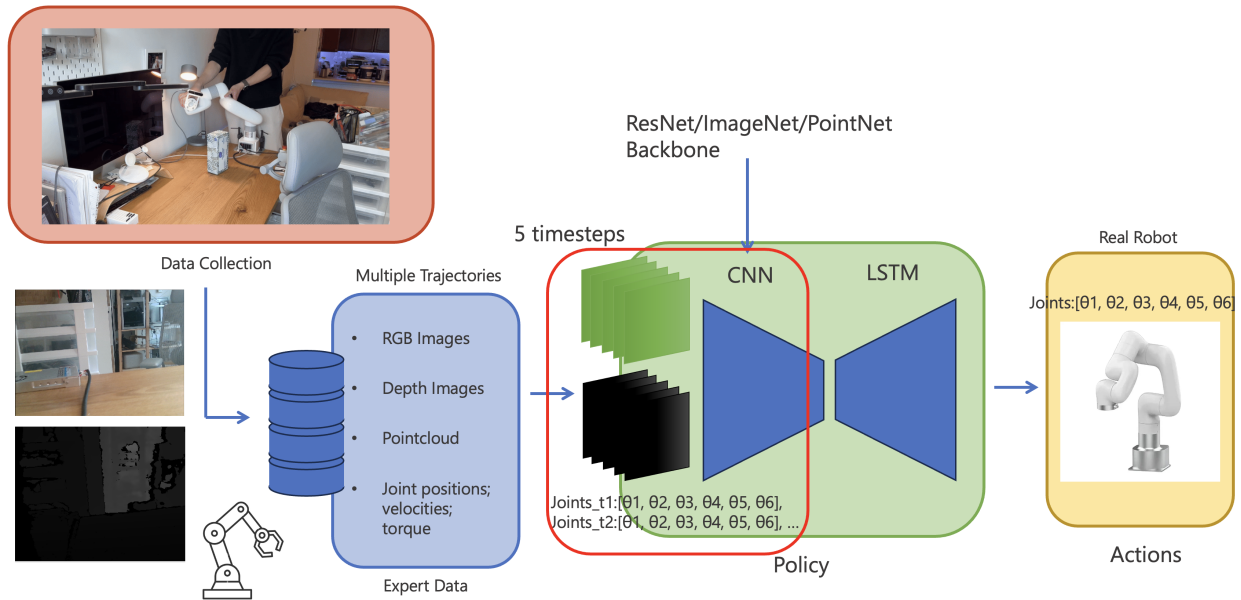 ResNet/ImageNet/PointNet
Backbone
5 timesteps
Data Collection
Multiple Trajectories
• RGB Images
• Depth Images
• Pointcloud
• Joint positions;
velocities;
torque
Expert Data
CNN
LSTM
Joints_t1:[θ1, θ2, θ3, θ4, θ5, θ6],
Joints_t2:[θ1, θ2, θ3, θ4, θ5, θ6], ...
Policy
Real Robot
Joints:[θ1, θ2, θ3, θ4, θ5, θ6]
Actions